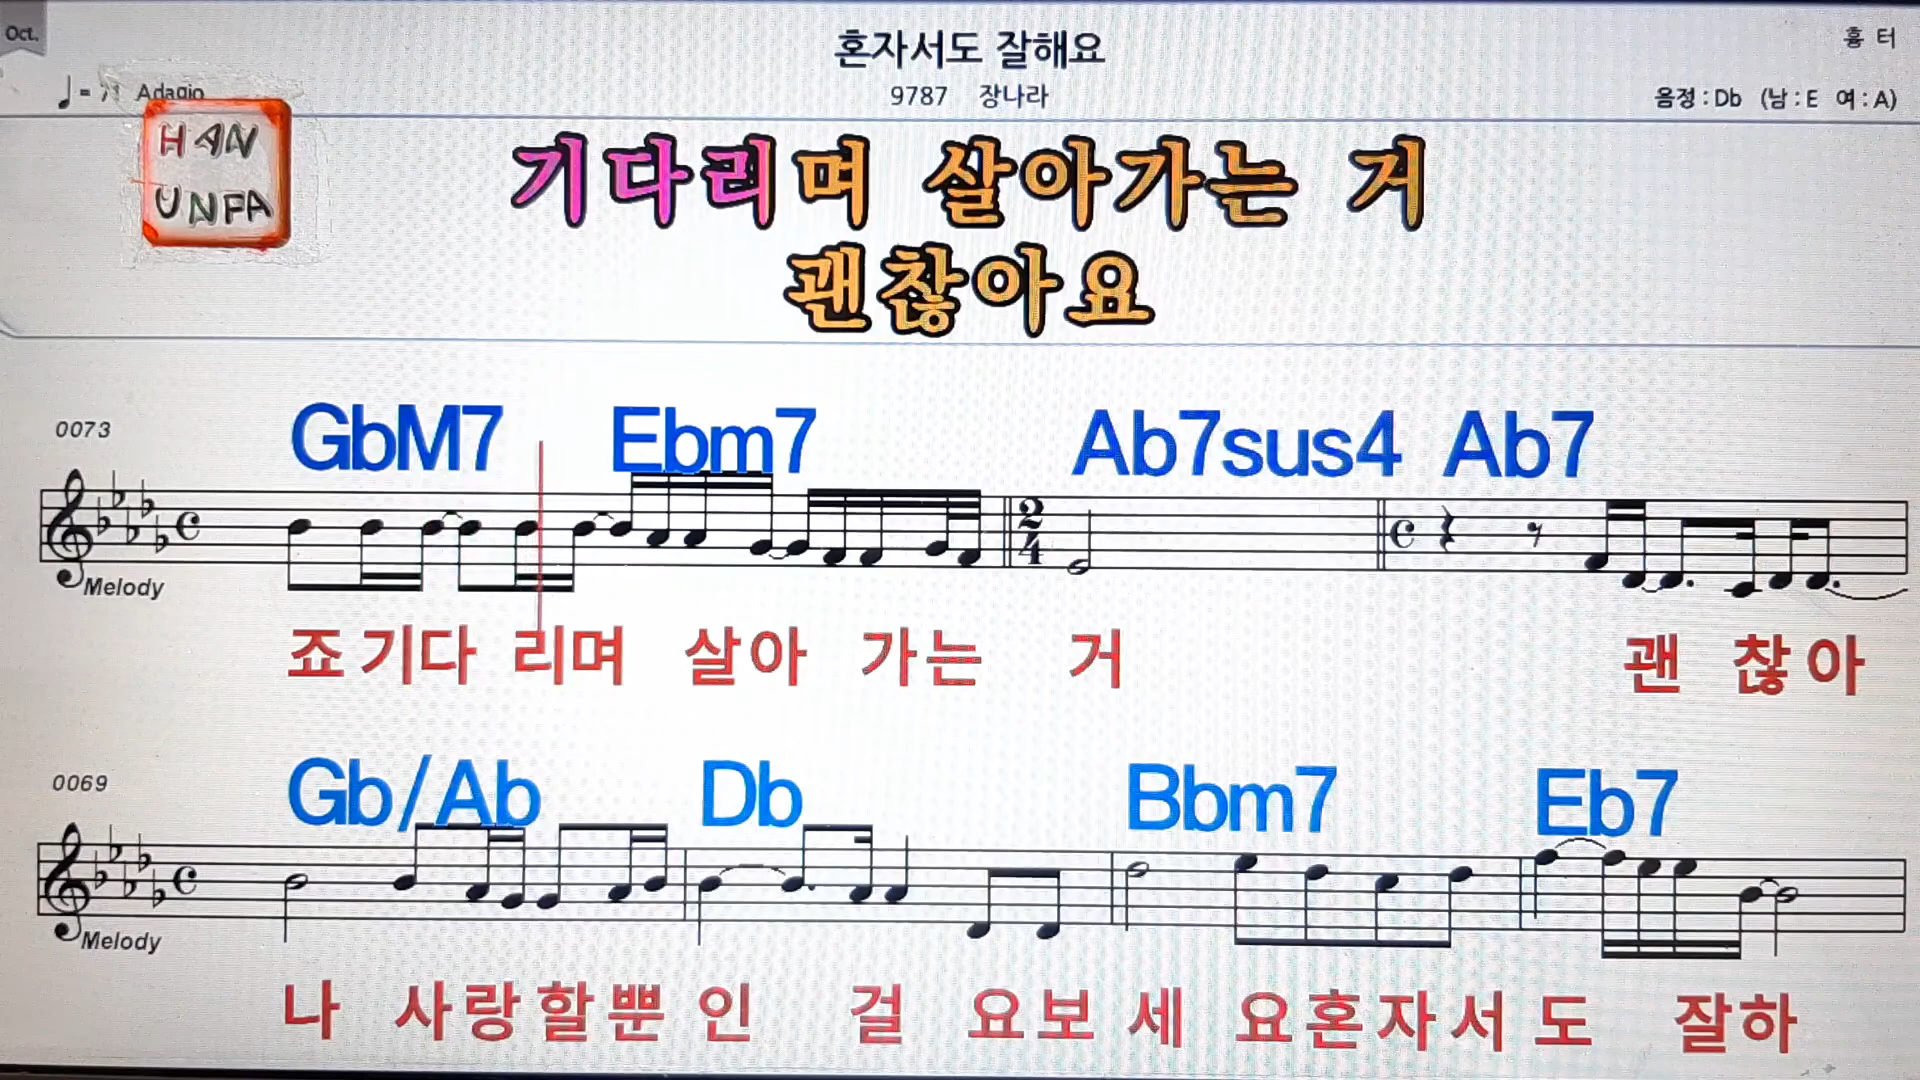 Oct.
혼자서도 잘해요
흉 터
Adagio
9787 장나라
음정 : Db (남 : E 여 : A)
HAN
UNFA
기다리며 살아가는 거
괜찮아요
0073
GbM7 Ebm7 Ab7sus4 Ab7
2
4
Melody
죠 기다 리며 살아 가는 거 괜 찮 아
0069
Gb/Ab Db Bbm7 Eb7
Melody
나 사랑할뿐 인 걸 요보 세 요혼자서 도 잘하